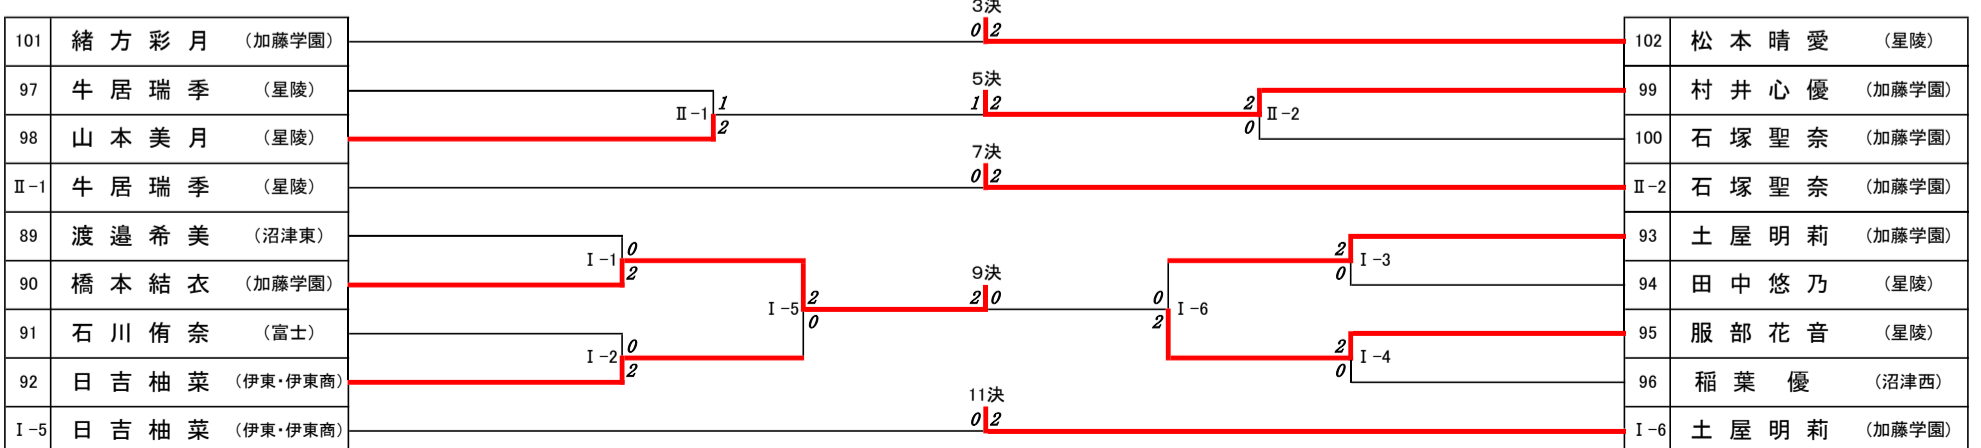 3決
101 緒方彩月 (加藤学園) 0 2 102 松本晴愛 (星陵)
97 牛居瑞季 (星陵) 5決 99 村井心優 (加藤学園)
Ⅱ-1 1 2 1 2 2 0 Ⅱ-2
98 山本美月 (星陵) 100 石塚聖奈 (加藤学園)
7決
Ⅱ-1 牛居瑞季 (星陵) 0 2 Ⅱ-2 石塚聖奈 (加藤学園)
89 渡邉希美 (沼津東) 93 土屋明莉 (加藤学園)
Ⅰ-1 0 2 2 0 Ⅰ-3
90 橋本結衣 (加藤学園) 9決 94 田中悠乃 (星陵)
Ⅰ-5 2 0 2 0 0 2 Ⅰ-6
91 石川侑奈 (富士) 95 服部花音 (星陵)
Ⅰ-2 0 2 2 0 Ⅰ-4
92 日吉柚菜 (伊東・伊東商) 96 稲葉 優 (沼津西)
11決
Ⅰ-5 日吉柚菜 (伊東・伊東商) 0 2 Ⅰ-6 土屋明莉 (加藤学園)